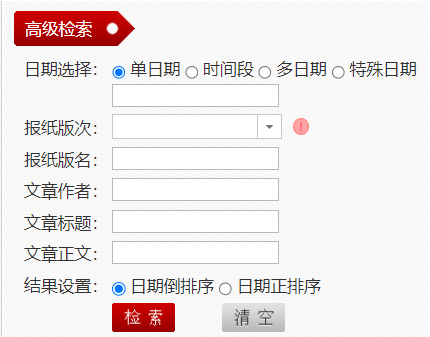 高级检索
日期选择： 单日期 时间段 多日期 特殊日期
报纸版次：
报纸版名：
文章作者：
文章标题：
文章正文：
结果设置： 日期倒排序 日期正排序
检 索 清 空